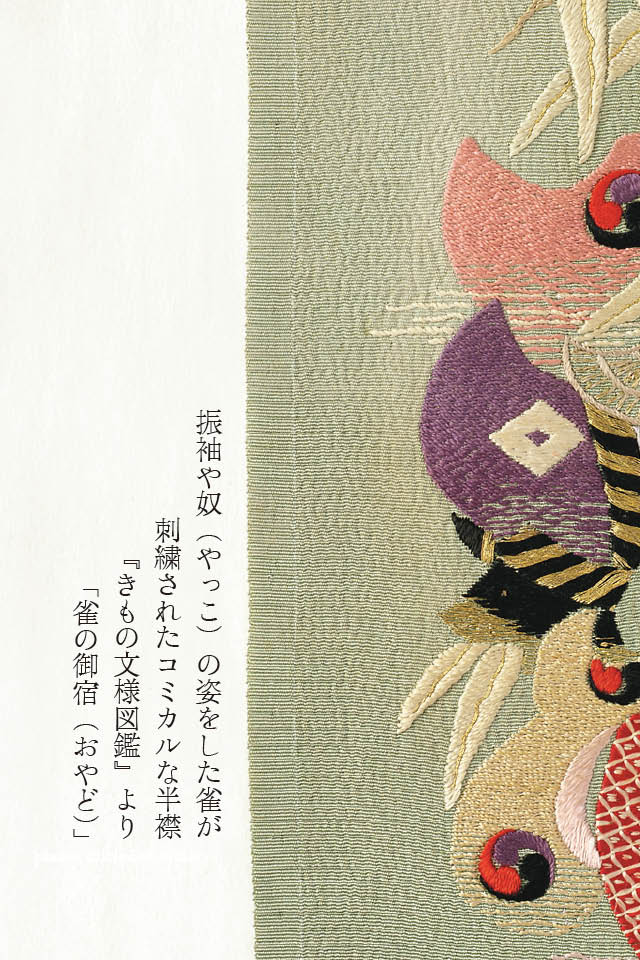 振袖や奴（やっこ）の姿をした雀が
刺繍されたコミカルな半襟
『きもの文様図鑑』より
「雀の御宿（おやど）」